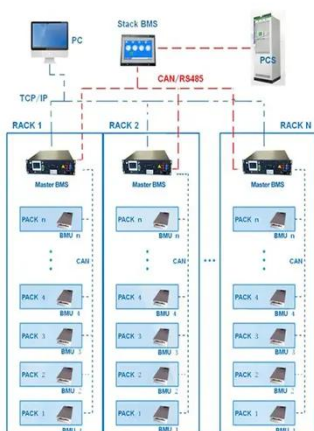 PC
Stack BMS
PCS
CAN/RS485
TCP/IP
RACK 1
RACK 2
RACK N
Master BMS
Master BMS
Master BMS
PACK n
BMU n
PACK n
BMU n
PACK n
BMU n
CAN
CAN
CAN
...
PACK 4
BMU 4
PACK 4
BMU 4
PACK 4
BMU 4
PACK 3
BMU 3
PACK 3
BMU 3
PACK 3
BMU 3
PACK 2
BMU 2
PACK 2
BMU 2
PACK 2
BMU 2
PACK 1
PACK 1
PACK 1